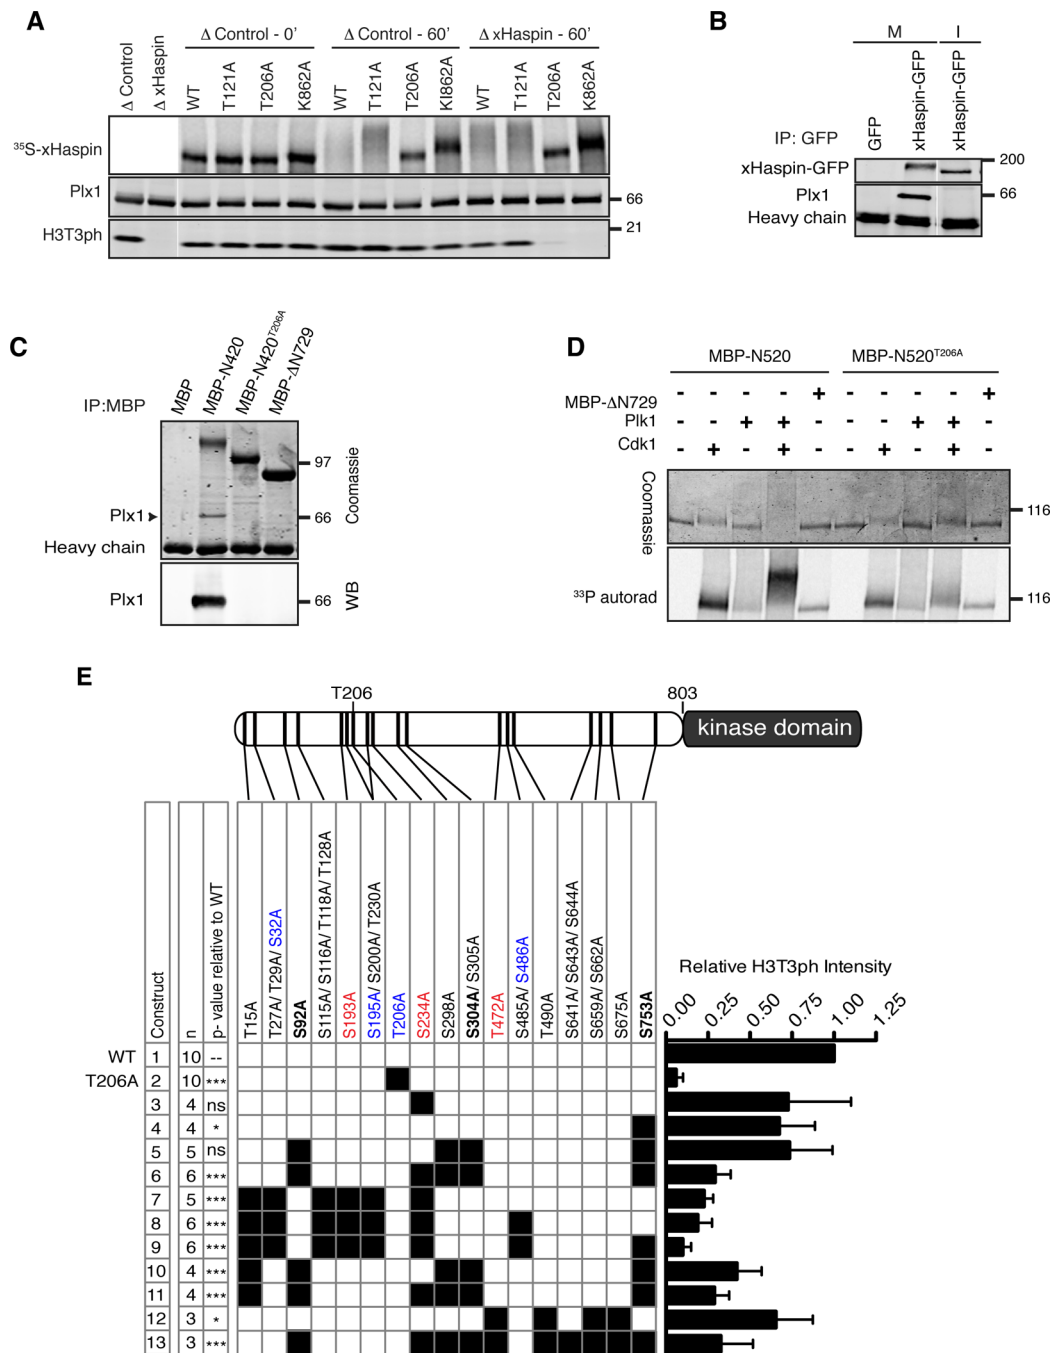 A
Δ Control - 0'
Δ Control - 60'
Δ xHaspin - 60'
Δ Control
Δ xHaspin
WT
T121A
T206A
K862A
WT
T121A
T206A
KI862A
WT
T121A
T206A
K862A
35S-xHaspin
Plx1
66
H3T3ph
21
B
M
I
IP: GFP
GFP
xHaspin-GFP
xHaspin-GFP
xHaspin-GFP
200
Plx1
66
Heavy chain
C
IP:MBP
MBP
MBP-N420
MBP-N420T206A
MBP-ΔN729
97
Plx1
66
Heavy chain
Coomassie
Plx1
66
WB
D
MBP-N520
MBP-N520T206A
MBP-ΔN729 - - - - + - - - - +
Plk1 - - + + - - - + + -
Cdk1 - + - + - - + - + -
Coomassie
116
33P autorad
116
E
T206
803
kinase domain
Construct
n
p- value relative to WT
T15A
T27A/ T29A/ S32A
S92A
S115A/ S116A/ T118A/ T128A
S193A
S195A/ S200A/ T230A
T206A
S234A
S298A
S304A/ S305A
T472A
S485A/ S486A
T490A
S641A/ S643A/ S644A
S659A/ S662A
S675A
S753A
Relative H3T3ph Intensity
0.00 0.25 0.50 0.75 1.00 1.25
WT 1 10 --
T206A 2 10 ***
3 4 ns
4 4 *
5 5 ns
6 6 ***
7 5 ***
8 6 ***
9 6 ***
10 4 ***
11 4 ***
12 3 *
13 3 ***